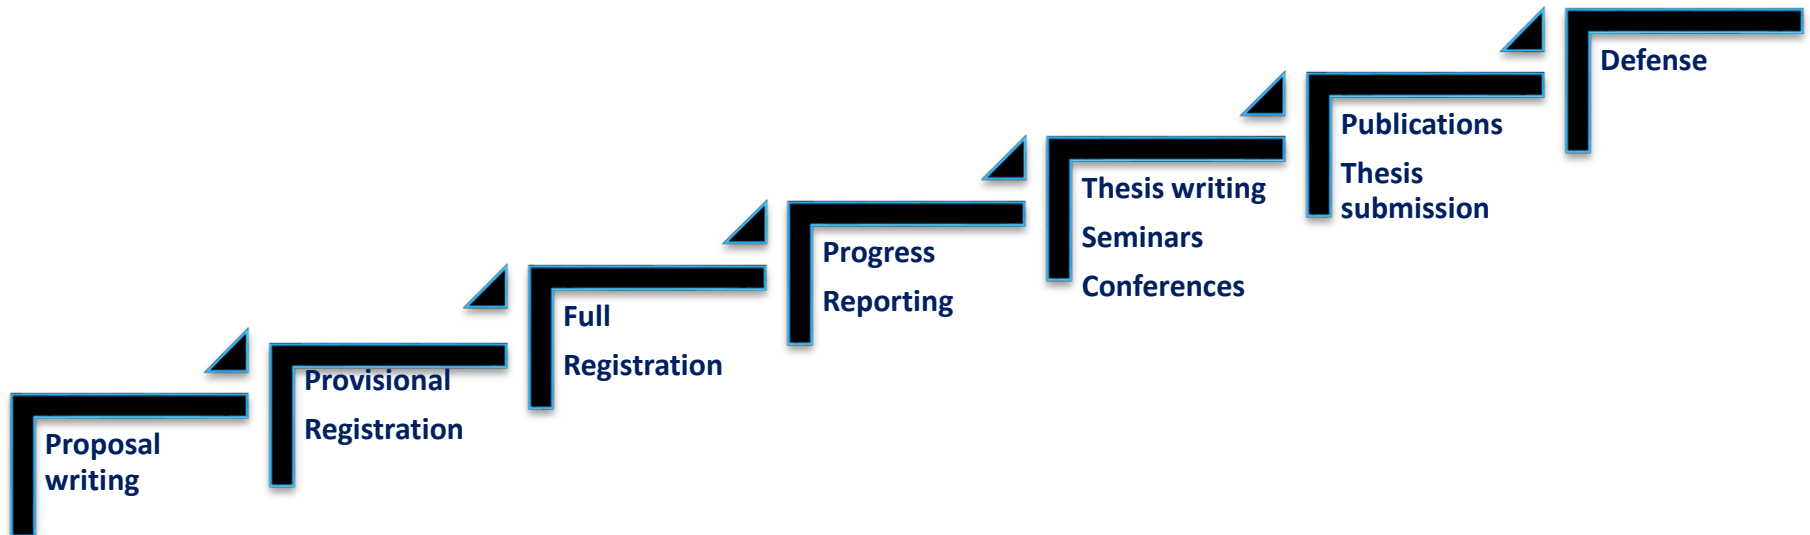 Proposal
writing
Provisional
Registration
Full
Registration
Progress
Reporting
Thesis writing
Seminars
Conferences
Publications
Thesis
submission
Defense